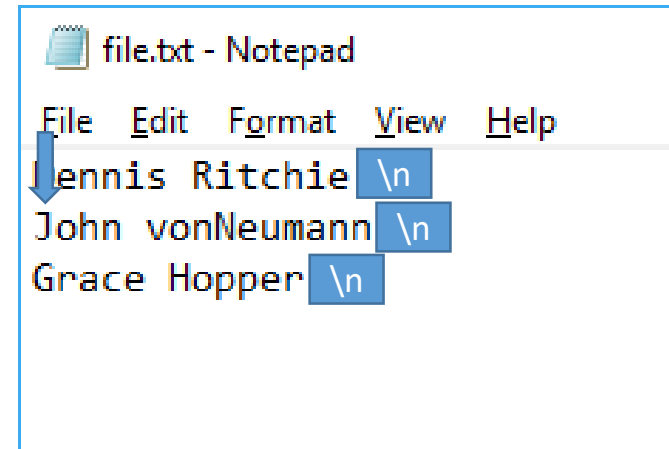 file.txt - Notepad
File Edit Format View Help
Dennis Ritchie \n
John vonNeumann \n
Grace Hopper \n